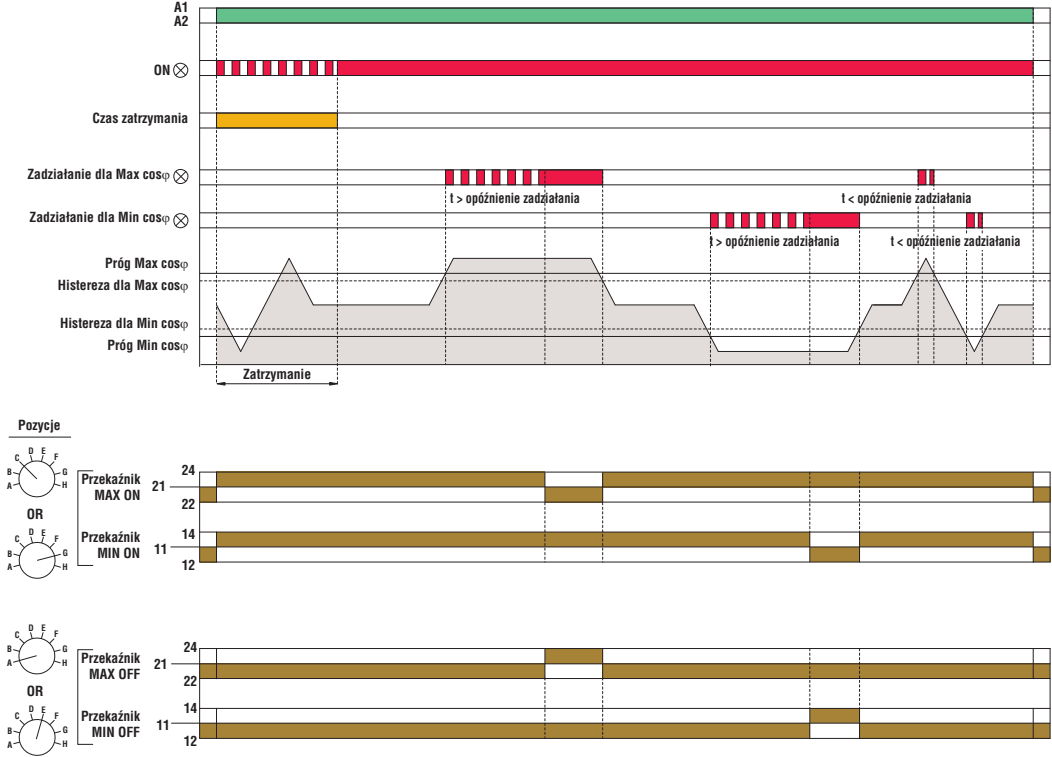 A1
A2
ON
Czas zatrzymania
Zadziałanie dla Max cosφ
t > opóźnienie zadziałania
t < opóźnienie zadziałania
Zadziałanie dla Min cosφ
t > opóźnienie zadziałania
t < opóźnienie zadziałania
Próg Max cosφ
Histereza dla Max cosφ
Histereza dla Min cosφ
Próg Min cosφ
Zatrzymanie
Pozycje
A B C D E F G H
Przekaźnik
MAX ON
24
21
22
OR
A B C D E F G H
Przekaźnik
MIN ON
14
11
12
A B C D E F G H
Przekaźnik
MAX OFF
24
21
22
OR
A B C D E F G H
Przekaźnik
MIN OFF
14
11
12